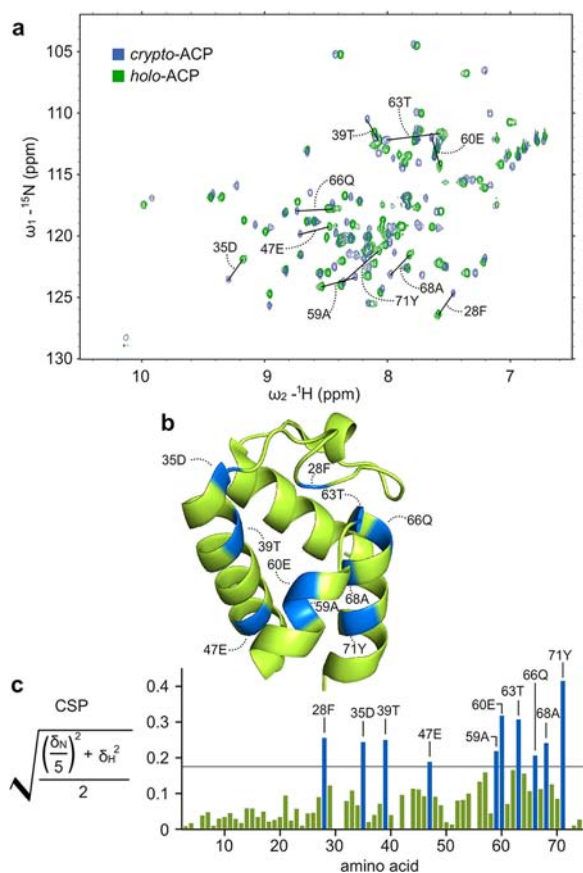 a
crypto-ACP
holo-ACP
105
110
115
120
125
130
ω₁ -¹⁵N (ppm)
63T
39T
60E
66Q
47E
35D
59A
71Y
68A
28F
10
9
8
7
ω₂ -¹H (ppm)
b
35D
28F
63T
66Q
39T
60E
59A
68A
47E
71Y
c
CSP
√(((δN/5)² + δH²)/2)
0.4
0.3
0.2
0.1
0
28F
35D
39T
47E
59A
60E
63T
66Q
68A
71Y
10
20
30
40
50
60
70
amino acid